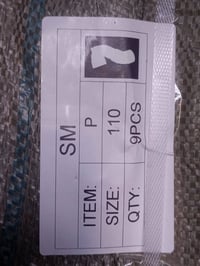 SM
ITEM: P
SIZE: 110
QTY: 9PCS